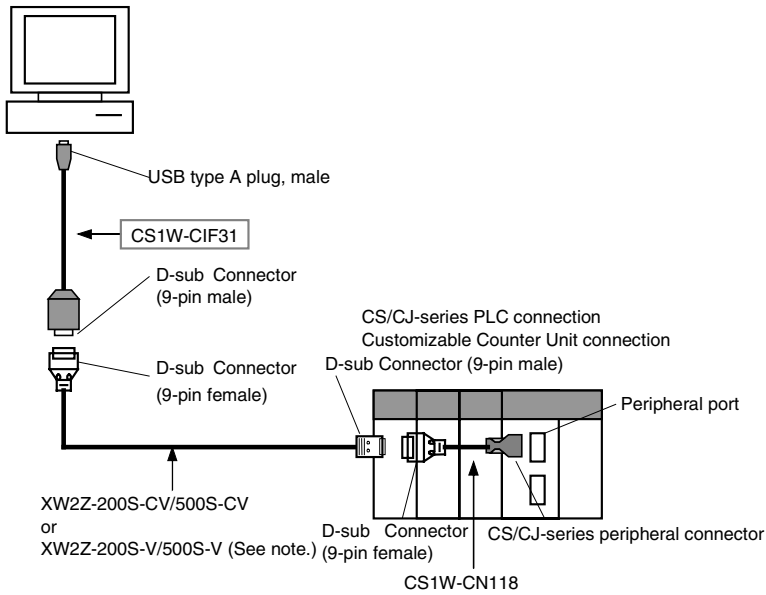 USB type A plug, male
CS1W-CIF31
D-sub Connector
(9-pin male)
CS/CJ-series PLC connection
Customizable Counter Unit connection
D-sub Connector (9-pin male)
D-sub Connector
(9-pin female)
Peripheral port
XW2Z-200S-CV/500S-CV
or
XW2Z-200S-V/500S-V (See note.)
D-sub Connector
(9-pin female)
CS/CJ-series peripheral connector
CS1W-CN118